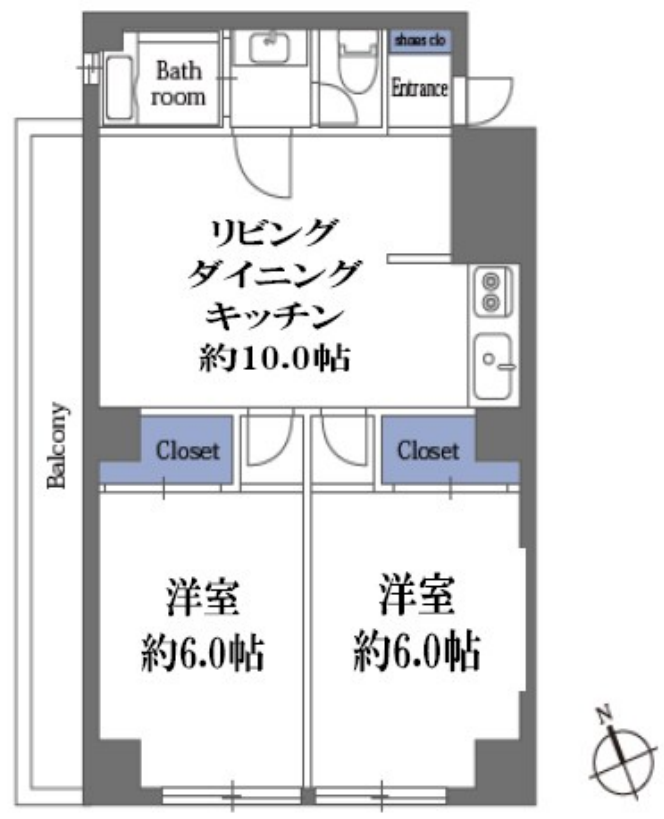 shoes clo
Bath
room
Entrance
リビング
ダイニング
キッチン
約10.0帖
Balcony
Closet
Closet
洋室
約6.0帖
洋室
約6.0帖
N